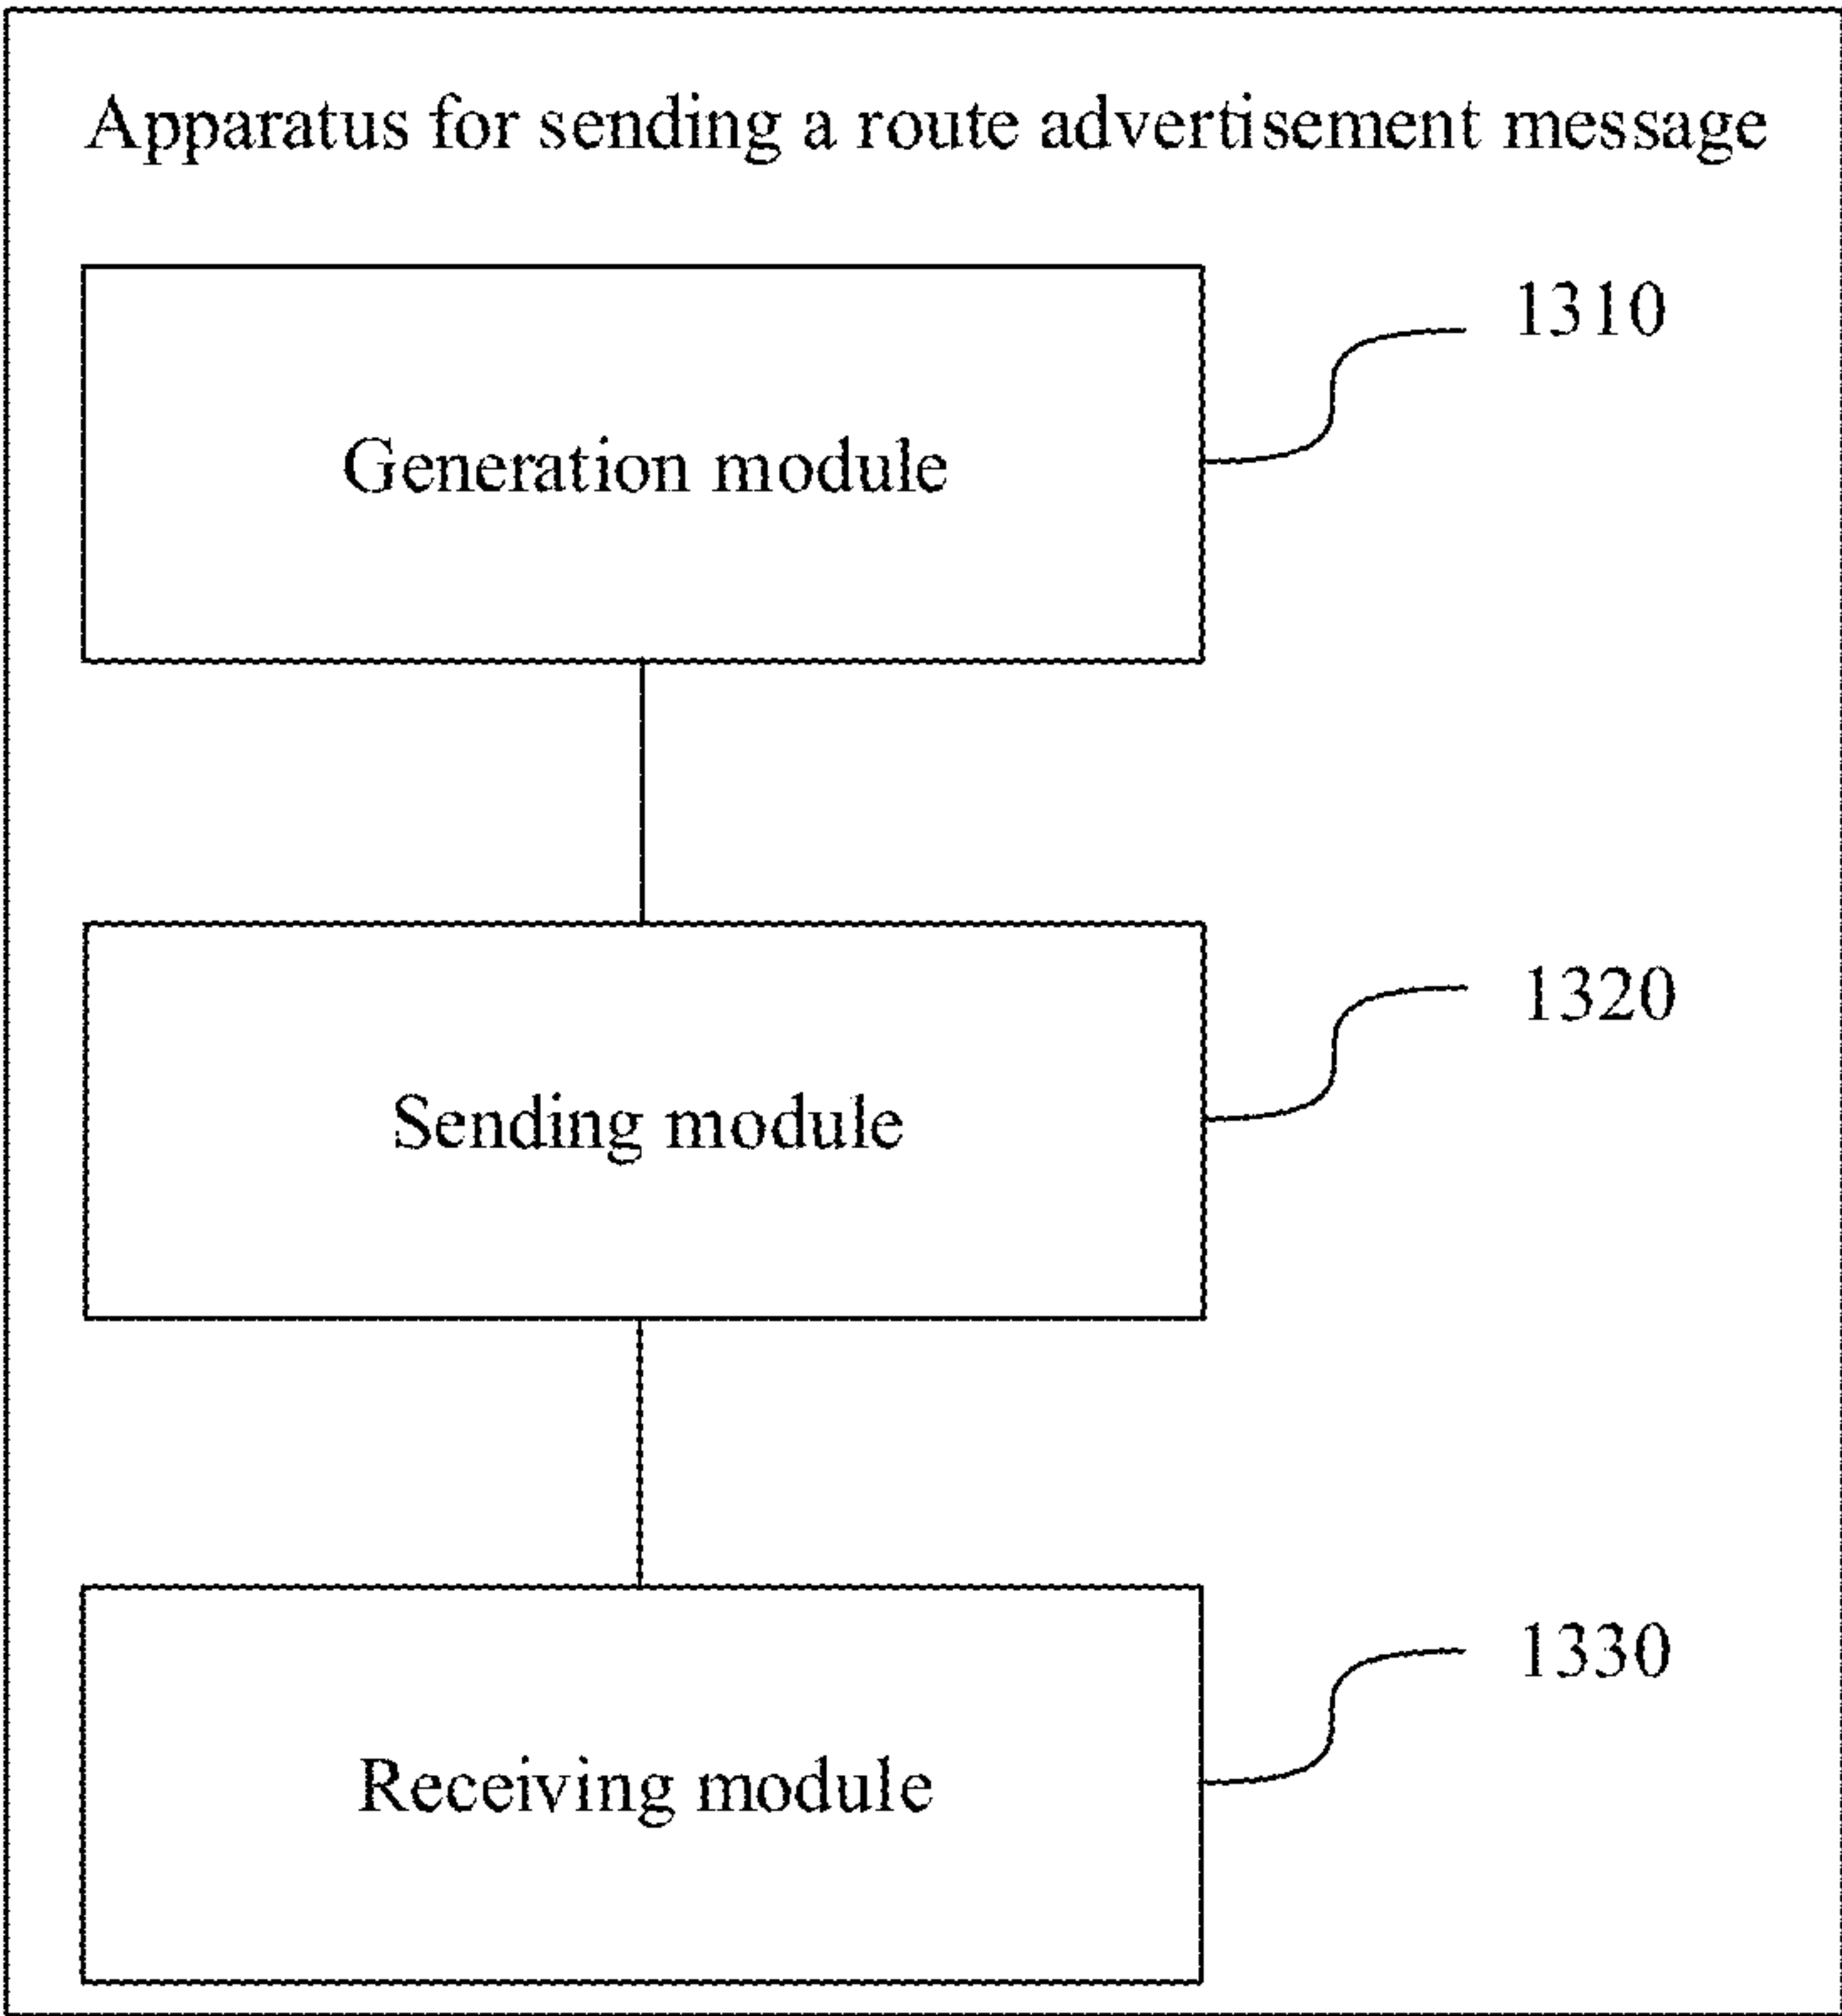 Apparatus for sending a route advertisement message
1310
Generation module
1320
Sending module
1330
Receiving module